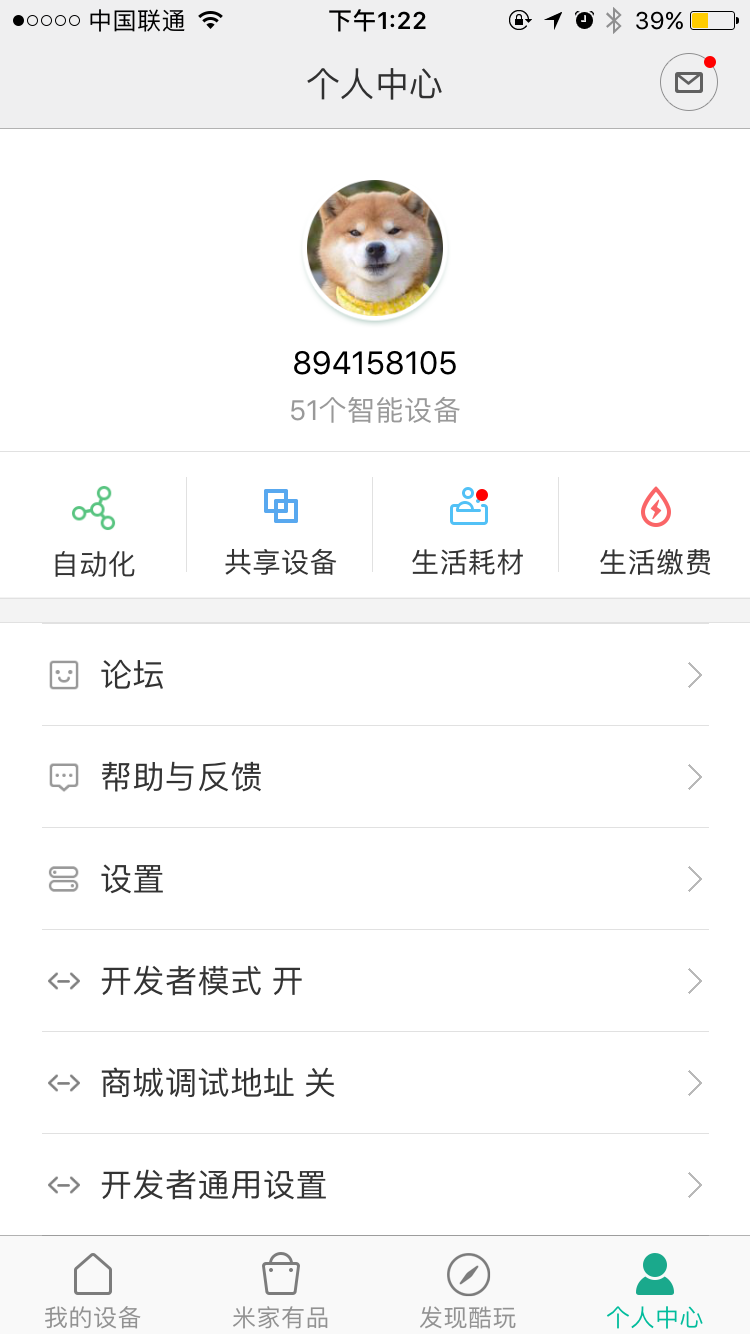 中国联通 下午1:22 39%
个人中心
894158105
51个智能设备
自动化 共享设备 生活耗材 生活缴费
论坛
帮助与反馈
设置
开发者模式 开
商城调试地址 关
开发者通用设置
我的设备 米家有品 发现酷玩 个人中心